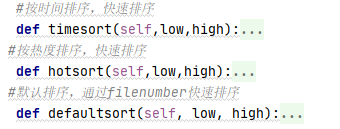 #按时间排序，快速排序
def timesort(self,low,high):...
#按热度排序，快速排序
def hotsort(self,low,high):...
#默认排序，通过filenumber快速排序
def defaultsort(self, low, high):...